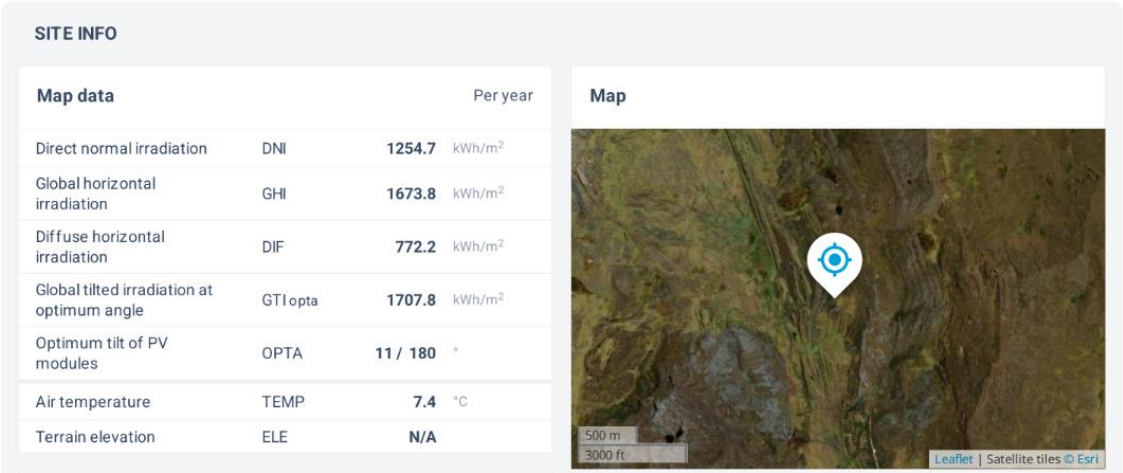 SITE INFO
Map data Per year
Direct normal irradiation DNI 1254.7 kWh/m²
Global horizontal
irradiation GHI 1673.8 kWh/m²
Diffuse horizontal
irradiation DIF 772.2 kWh/m²
Global tilted irradiation at
optimum angle GTI opta 1707.8 kWh/m²
Optimum tilt of PV
modules OPTA 11 / 180 °
Air temperature TEMP 7.4 °C
Terrain elevation ELE N/A
Map
500 m
3000 ft
Leaflet | Satellite tiles © Esri